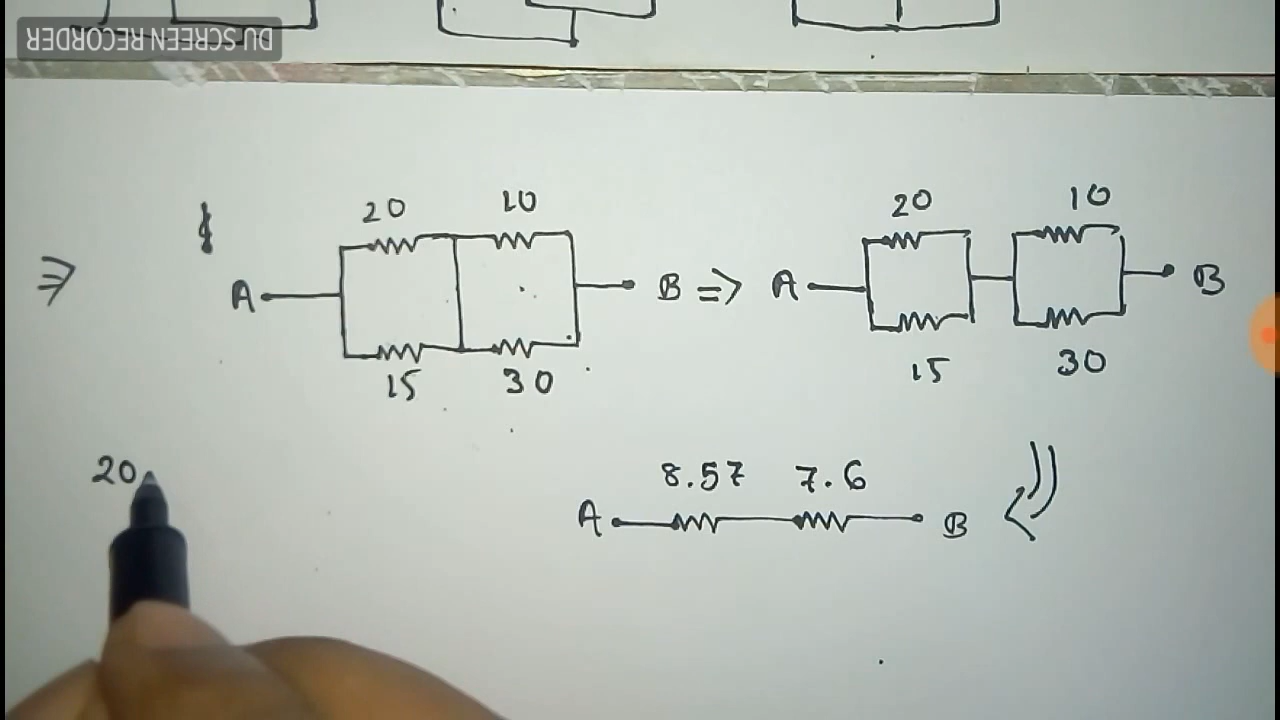 DU SCREEN RECORDER
20 10 20 10
⇒ A B ⇒ A B
15 30 15 30
20 8.57 7.6
A B